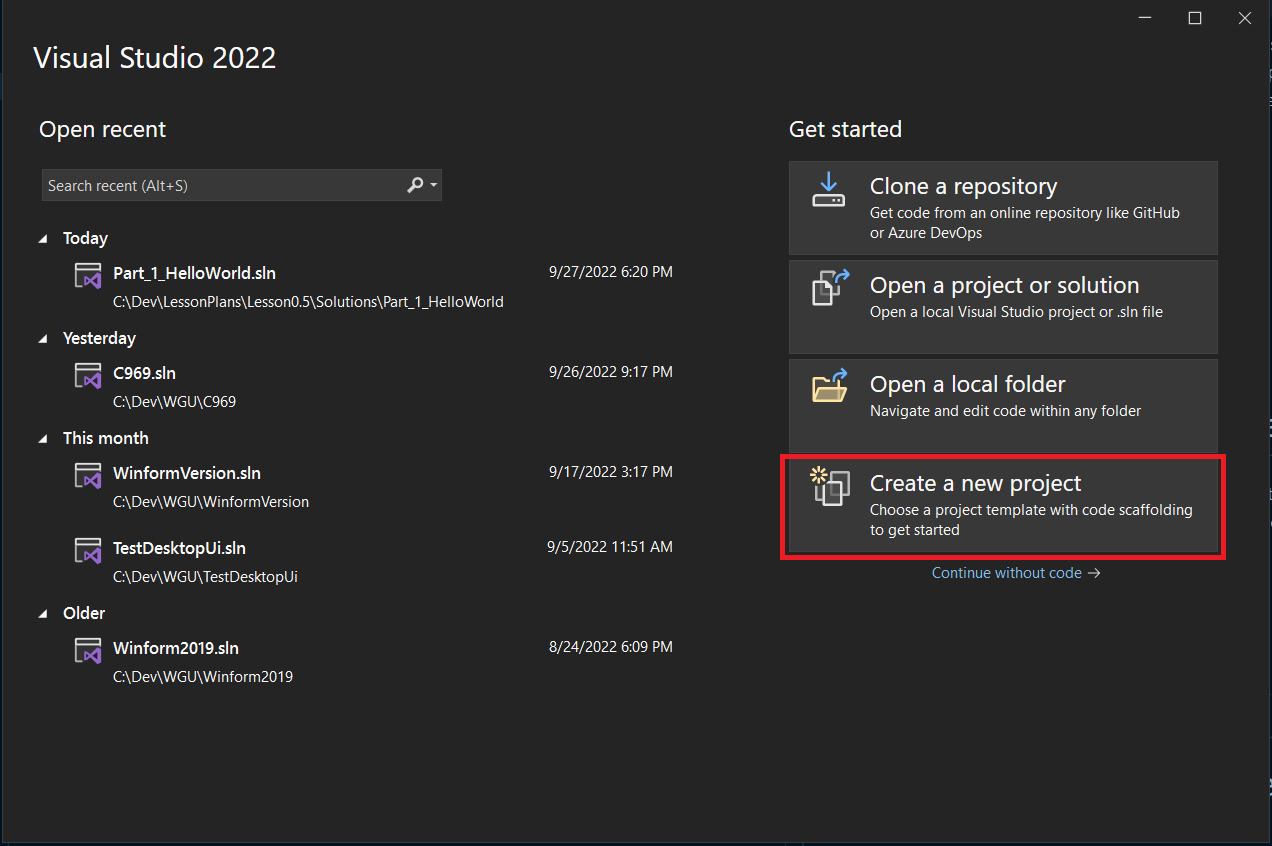 Visual Studio 2022
Open recent
Search recent (Alt+S)
Today
Part_1_HelloWorld.sln 9/27/2022 6:20 PM
C:\Dev\LessonPlans\Lesson0.5\Solutions\Part_1_HelloWorld
Yesterday
C969.sln 9/26/2022 9:17 PM
C:\Dev\WGU\C969
This month
WinformVersion.sln 9/17/2022 3:17 PM
C:\Dev\WGU\WinformVersion
TestDesktopUi.sln 9/5/2022 11:51 AM
C:\Dev\WGU\TestDesktopUi
Older
Winform2019.sln 8/24/2022 6:09 PM
C:\Dev\WGU\Winform2019
Get started
Clone a repository
Get code from an online repository like GitHub
or Azure DevOps
Open a project or solution
Open a local Visual Studio project or .sln file
Open a local folder
Navigate and edit code within any folder
Create a new project
Choose a project template with code scaffolding
to get started
Continue without code →